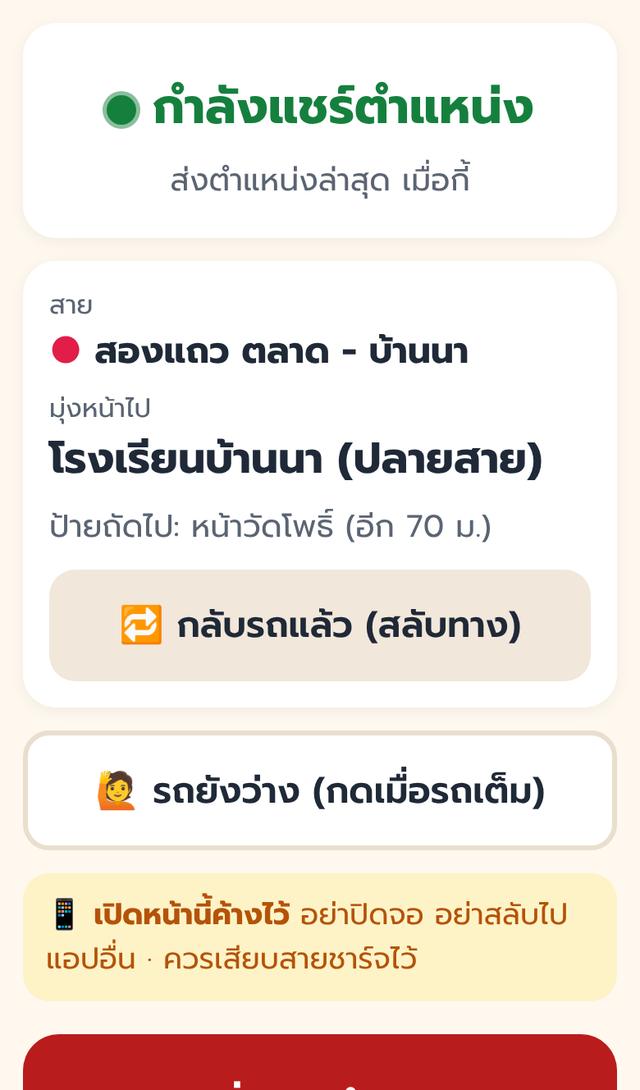 กำลังแชร์ตำแหน่ง
ส่งตำแหน่งล่าสุด เมื่อกี้
สาย
สองแถว ตลาด - บ้านนา
มุ่งหน้าไป
โรงเรียนบ้านนา (ปลายสาย)
ป้ายถัดไป: หน้าวัดโพธิ์ (อีก 70 ม.)
🔁 กลับรถแล้ว (สลับทาง)
🙋 รถยังว่าง (กดเมื่อรถเต็ม)
📱 เปิดหน้านี้ค้างไว้ อย่าปิดจอ อย่าสลับไป
แอปอื่น · ควรเสียบสายชาร์จไว้